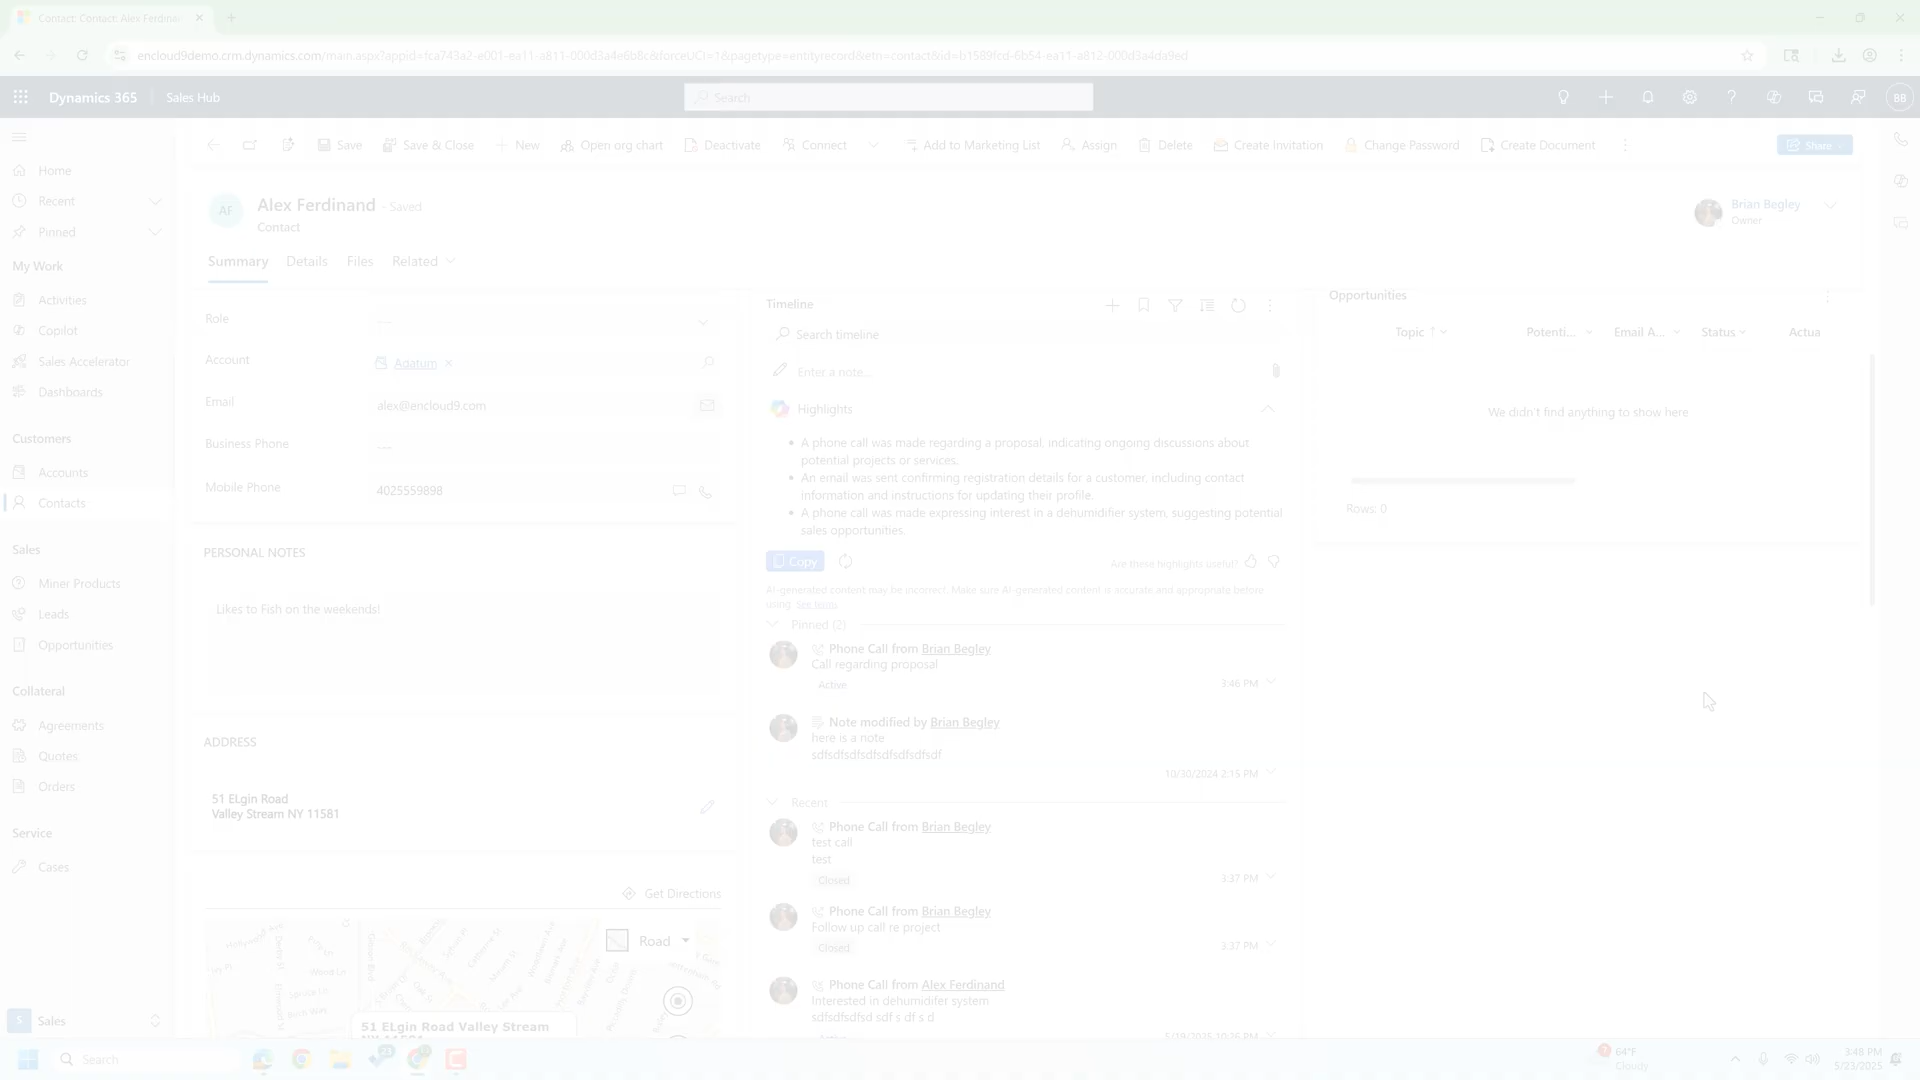 Contact: Contact: Alex Ferdinan
encloud9demo.crm.dynamics.com/main.aspx?appid=fca743a2-e001-ea11-a811-000d3a4e6b8c&forceUCI=1&pagetype=entityrecord&etn=contact&id=b1589fcd-6b54-ea11-a812-000d3a4da9ed
Dynamics 365
Sales Hub
Search
BB
Save
Save & Close
New
Open org chart
Deactivate
Connect
Add to Marketing List
Assign
Delete
Create Invitation
Change Password
Create Document
Share
Home
Recent
Pinned
My Work
Activities
Copilot
Sales Accelerator
Dashboards
Customers
Accounts
Contacts
Sales
Miner Products
Leads
Opportunities
Collateral
Agreements
Quotes
Orders
Service
Cases
S
Sales
AF
Alex Ferdinand - Saved
Contact
Brian Begley
Owner
Summary
Details
Files
Related
Role
---
Account
Adatum
Email
alex@encloud9.com
Business Phone
---
Mobile Phone
4025559898
PERSONAL NOTES
Likes to Fish on the weekends!
ADDRESS
51 ELgin Road
Valley Stream NY 11581
Get Directions
Road
51 ELgin Road Valley Stream
NY 11581
Timeline
Search timeline
Enter a note...
Highlights
A phone call was made regarding a proposal, indicating ongoing discussions about
potential projects or services.
An email was sent confirming registration details for a customer, including contact
information and instructions for updating their profile.
A phone call was made expressing interest in a dehumidifier system, suggesting potential
sales opportunities.
Copy
Are these highlights useful?
AI-generated content may be incorrect. Make sure AI-generated content is accurate and appropriate before
using. See terms
Pinned (2)
Phone Call from Brian Begley
Call regarding proposal
Active
3:46 PM
Note modified by Brian Begley
here is a note
sdfsdfsdfsdfsdfsdfsdfsdf
10/30/2024 2:15 PM
Recent
Phone Call from Brian Begley
test call
test
Closed
3:37 PM
Phone Call from Brian Begley
Follow up call re project
Closed
3:37 PM
Phone Call from Alex Ferdinand
Interested in dehumidifer system
sdfsdfsdfsd sdf s df s d
Active
5/19/2025 10:26 PM
Opportunities
Topic
Potenti...
Email A...
Status
Actua
We didn't find anything to show here
Rows: 0
Search
64°F
Cloudy
3:48 PM
5/23/2025